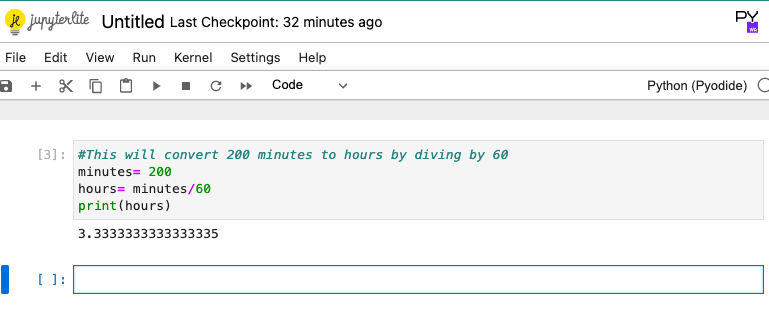 jupyterlite Untitled Last Checkpoint: 32 minutes ago PY WA
File Edit View Run Kernel Settings Help
Code Python (Pyodide)
[3]: #This will convert 200 minutes to hours by diving by 60
minutes= 200
hours= minutes/60
print(hours)
3.3333333333333335
[ ]: